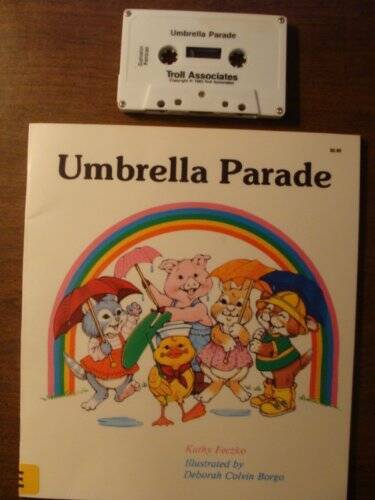 Umbrella Parade
Troll Associates
Umbrella Parade
Kathy Feczko
Illustrated by
Deborah Colvin Borgo